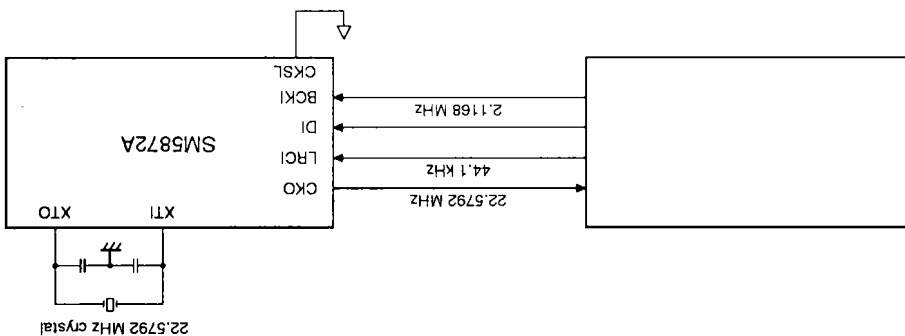 22.5792 MHz crystal
XTI
XTO
22.5792 MHz
CKO
44.1 kHz
LRCI
SM5872A
DI
2.1168 MHz
BCKI
CKSL